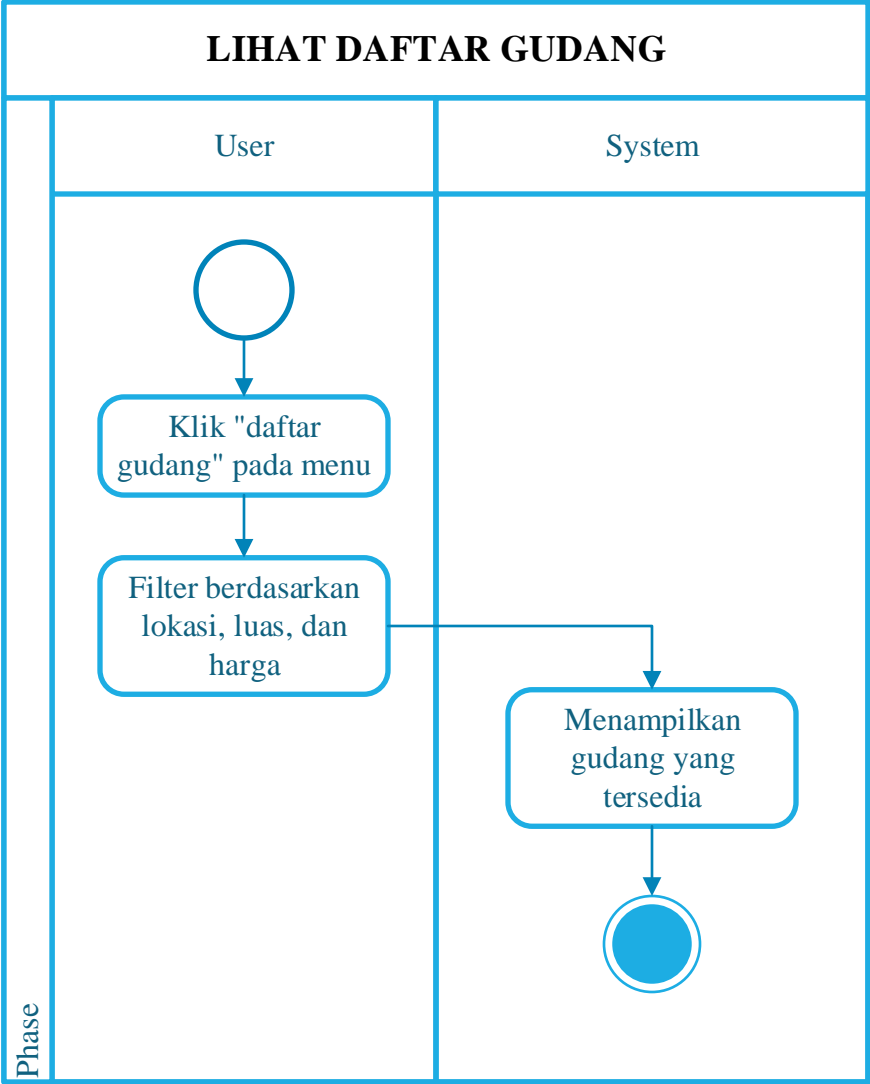 LIHAT DAFTAR GUDANG
User
System
Klik "daftar
gudang" pada menu
Filter berdasarkan
lokasi, luas, dan
harga
Menampilkan
gudang yang
tersedia
Phase